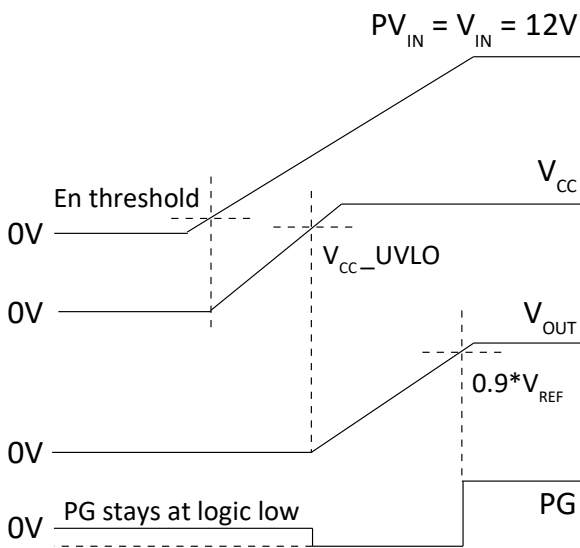 PV_IN = V_IN = 12V
En threshold
V_CC
0V
V_CC_UVLO
0V
V_OUT
0.9*V_REF
0V
PG stays at logic low
PG
0V